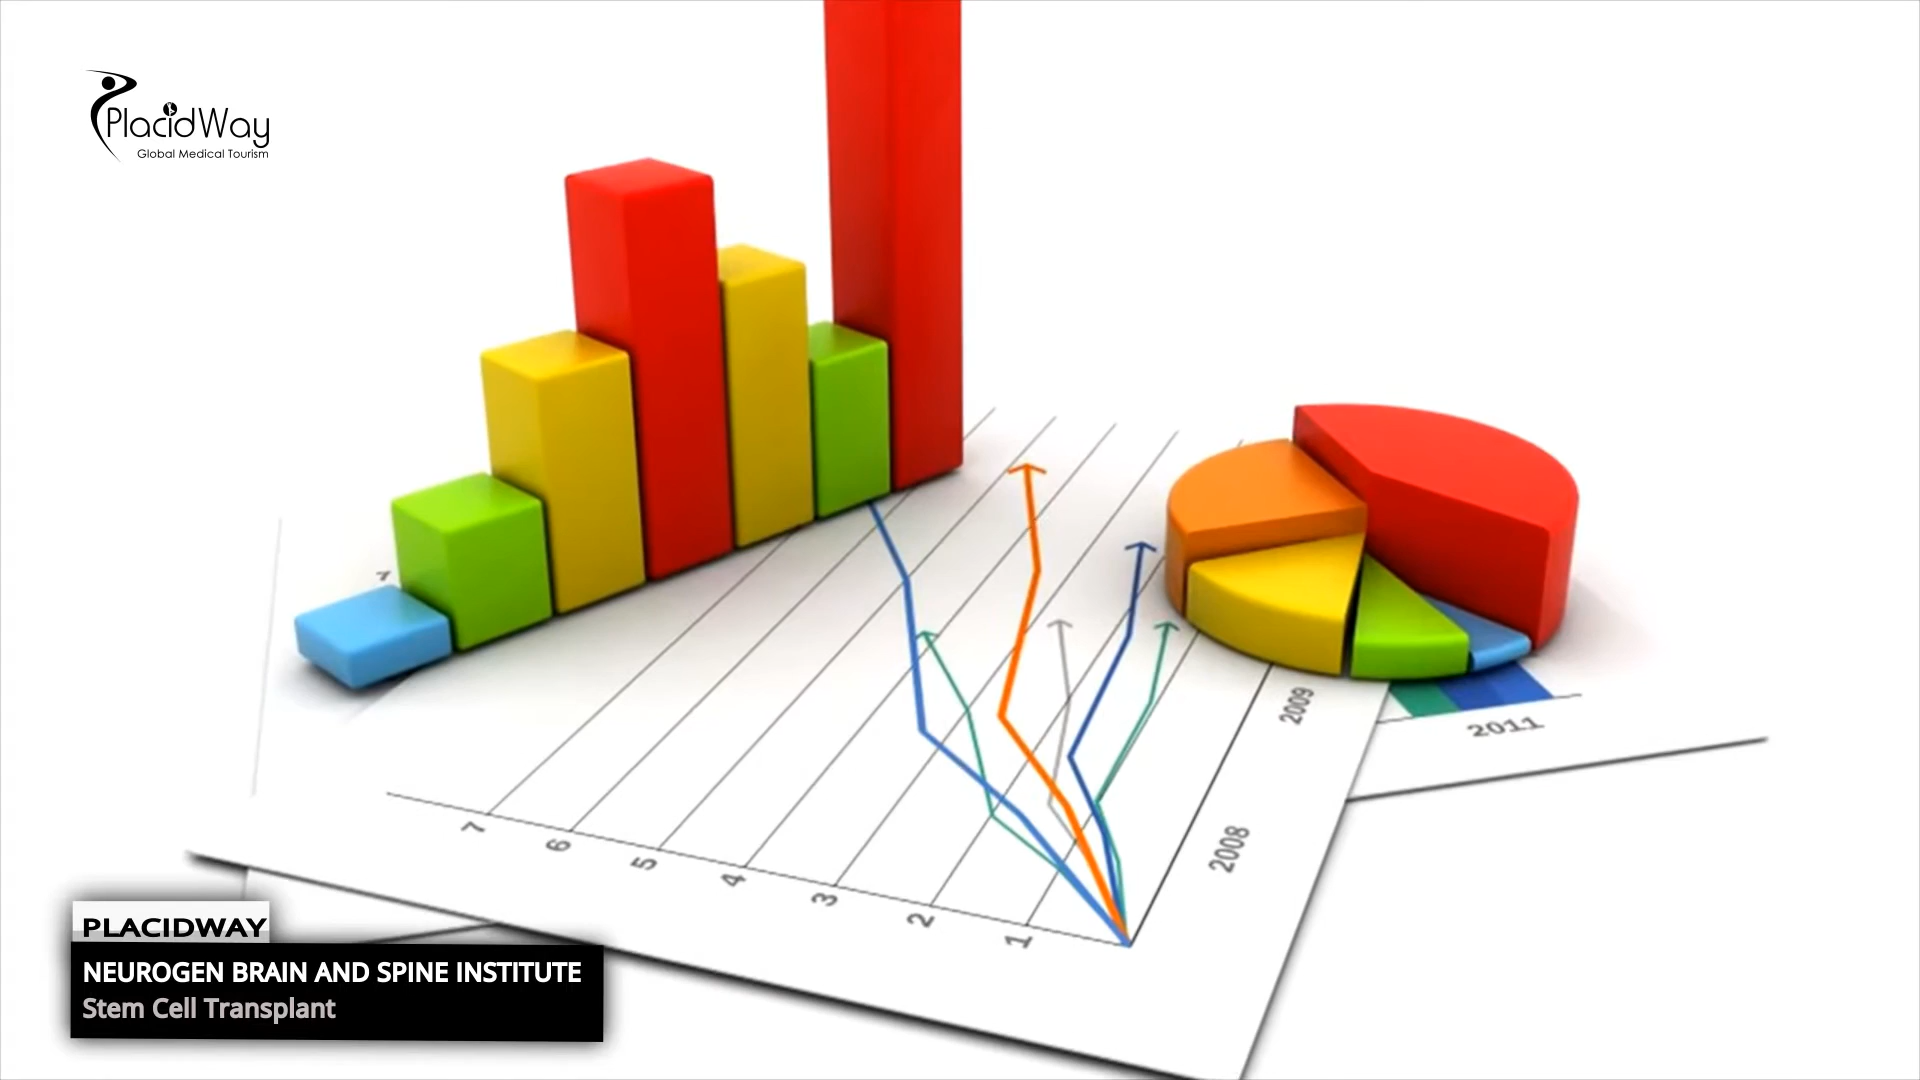 PlacidWay
Global Medical Tourism
7
6
5
4
3
2
1
2008
2009
2011
PLACIDWAY
NEUROGEN BRAIN AND SPINE INSTITUTE
Stem Cell Transplant